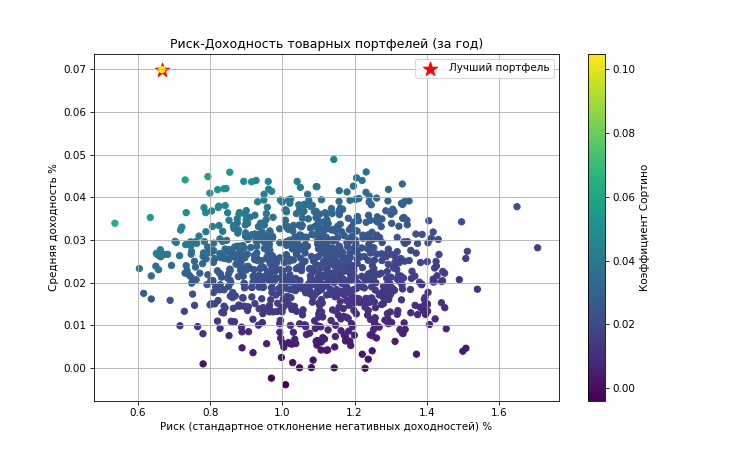 Риск-Доходность товарных портфелей (за год)
Лучший портфель
Средняя доходность %
0.07
0.06
0.05
0.04
0.03
0.02
0.01
0.00
0.6 0.8 1.0 1.2 1.4 1.6
Риск (стандартное отклонение негативных доходностей) %
0.10
0.08
0.06
0.04
0.02
0.00
Коэффициент Сортино